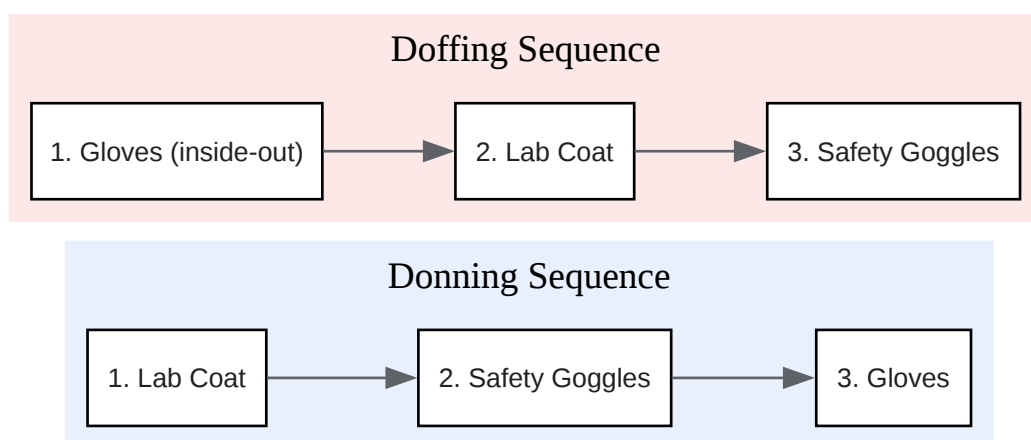 Doffing Sequence
1. Gloves (inside-out)
2. Lab Coat
3. Safety Goggles
Donning Sequence
1. Lab Coat
2. Safety Goggles
3. Gloves